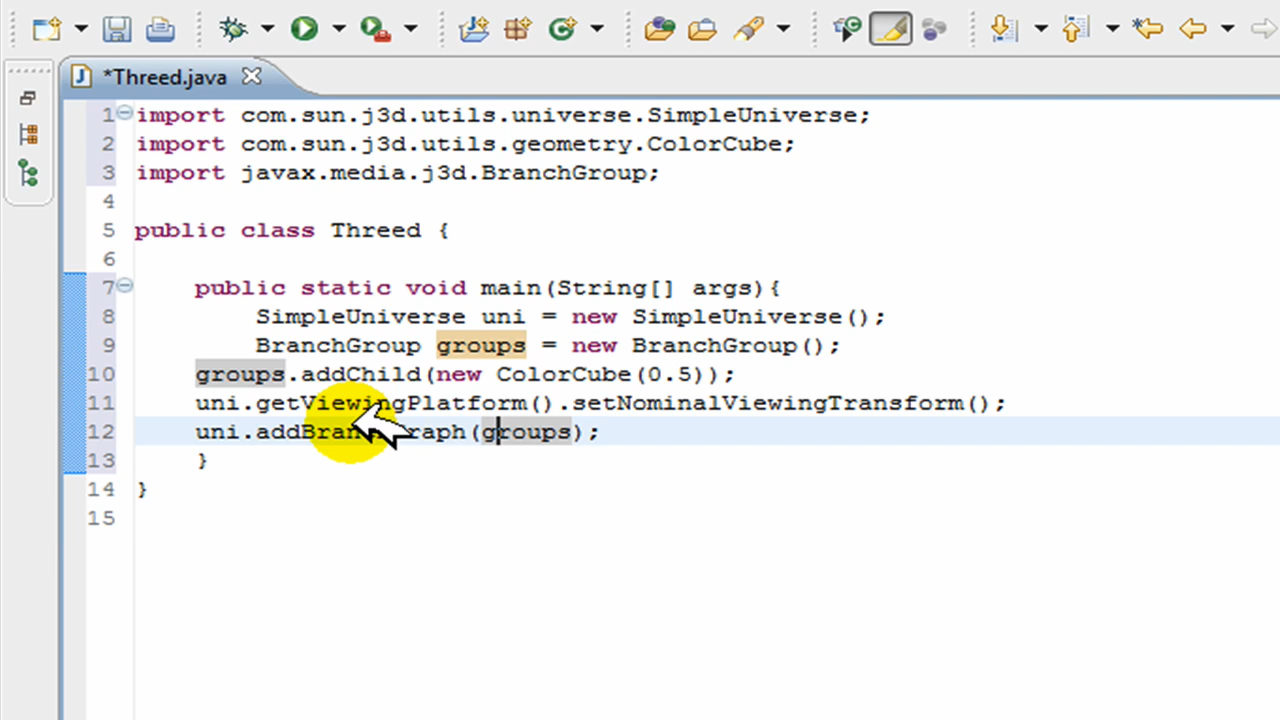 *Threed.java
1 import com.sun.j3d.utils.universe.SimpleUniverse;
2 import com.sun.j3d.utils.geometry.ColorCube;
3 import javax.media.j3d.BranchGroup;
4
5 public class Threed {
6
7 public static void main(String[] args){
8 SimpleUniverse uni = new SimpleUniverse();
9 BranchGroup groups = new BranchGroup();
10 groups.addChild(new ColorCube(0.5));
11 uni.getViewingPlatform().setNominalViewingTransform();
12 uni.addBranchGraph(groups);
13 }
14 }
15